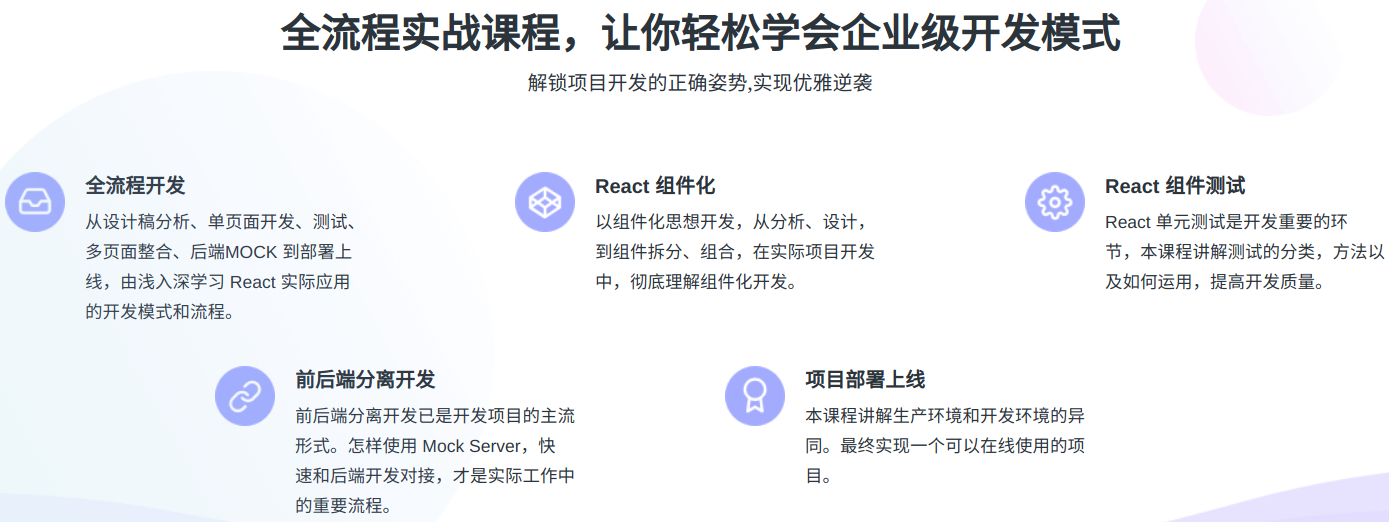 全流程实战课程，让你轻松学会企业级开发模式
解锁项目开发的正确姿势,实现优雅逆袭
全流程开发
从设计稿分析、单页面开发、测试、
多页面整合、后端MOCK 到部署上
线，由浅入深学习 React 实际应用
的开发模式和流程。
React 组件化
以组件化思想开发，从分析、设计，
到组件拆分、组合，在实际项目开发
中，彻底理解组件化开发。
React 组件测试
React 单元测试是开发重要的环
节，本课程讲解测试的分类，方法以
及如何运用，提高开发质量。
前后端分离开发
前后端分离开发已是开发项目的主流
形式。怎样使用 Mock Server，快
速和后端开发对接，才是实际工作中
的重要流程。
项目部署上线
本课程讲解生产环境和开发环境的异
同。最终实现一个可以在线使用的项
目。